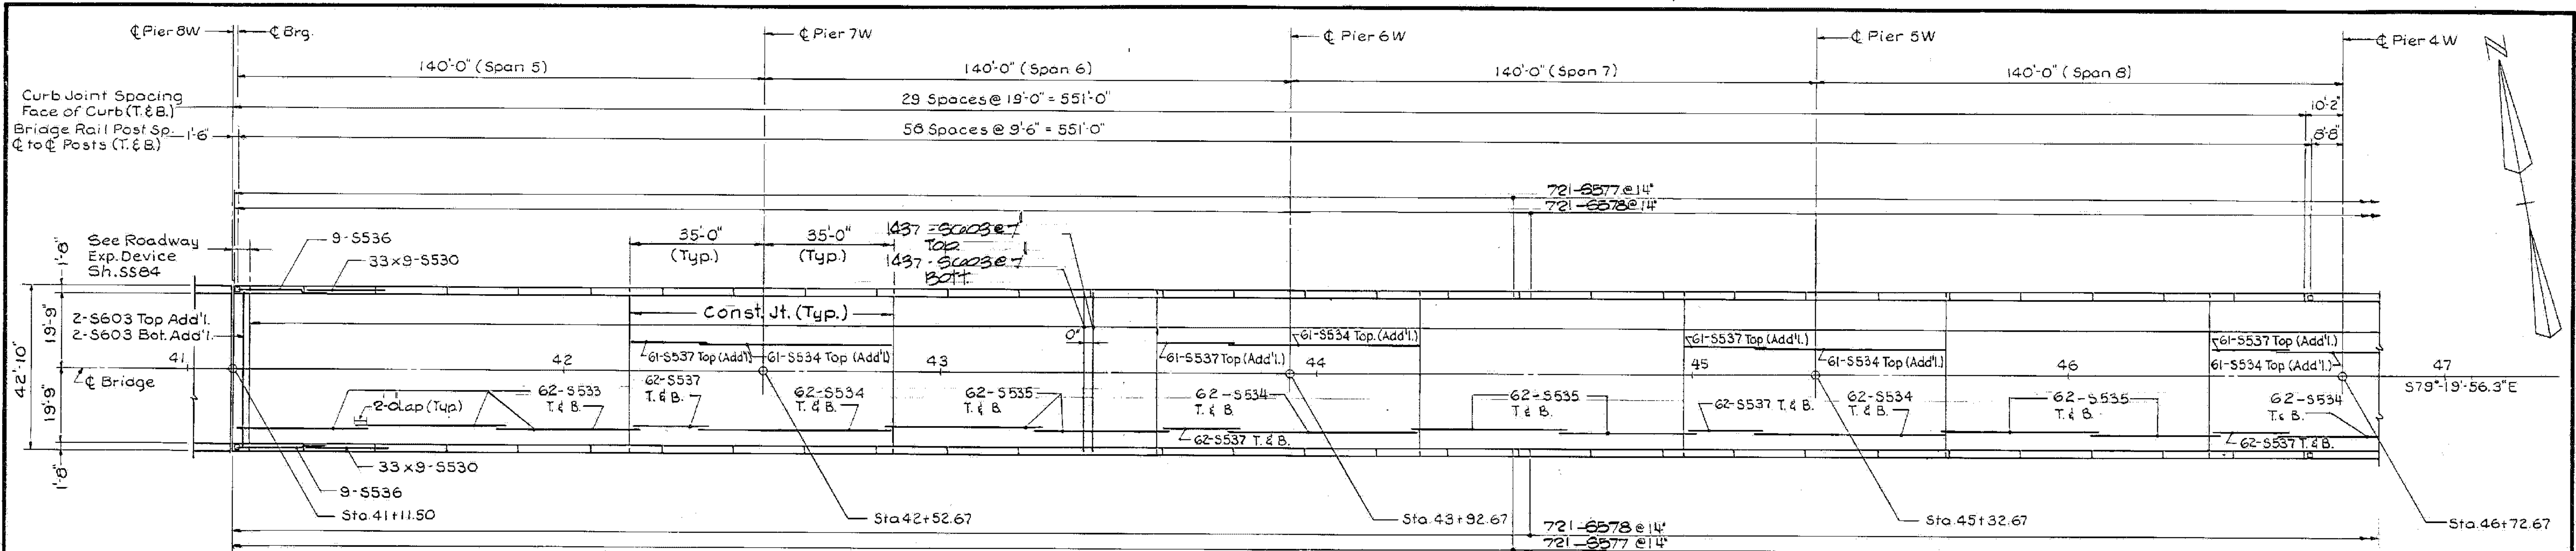 ℄ Pier 8W
℄ Brg.
℄ Pier 7W
℄ Pier 6W
℄ Pier 5W
℄ Pier 4W
N
140'-0" (Span 5)
140'-0" (Span 6)
140'-0" (Span 7)
140'-0" (Span 8)
Curb Joint Spacing
Face of Curb (T. & B.)
29 Spaces @ 19'-0" = 551'-0"
10'-2"
Bridge Rail Post Sp.
℄ to ℄ Posts (T. & B.)
1'-6"
58 Spaces @ 9'-6" = 551'-0"
8'-8"
721-S577 @ 14"
721-S578 @ 14"
See Roadway
Exp. Device
Sh. SS84
1'-8"
9-S536
33 x 9-S530
35'-0"
(Typ.)
35'-0"
(Typ.)
1437-S603 @ 7"
Top
1437-S603 @ 7"
Bott.
42'-10"
19'-9"
19'-9"
1'-8"
2-S603 Top Add'l.
2-S603 Bot. Add'l.
Const. Jt. (Typ.)
0"
61-S537 Top (Add'l)
61-S534 Top (Add'l)
61-S537 Top (Add'l.)
61-S534 Top. (Add'l.)
61-S537 Top (Add'l.)
61-S534 Top (Add'l.)
61-S537 Top (Add'l.)
61-S534 Top (Add'l.)
41
42
43
44
45
46
47
℄ Bridge
S79°-19'-56.3"E
2'-0 Lap (Typ.)
62-S533
T. & B.
62-S537
T. & B.
62-S534
T. & B.
62-S535
T. & B.
62-S534
T. & B.
62-S537 T. & B.
62-S535
T. & B.
62-S537 T. & B.
62-S534
T. & B.
62-S535
T. & B.
62-S534
T. & B.
62-S537 T. & B.
33 x 9-S530
9-S536
Sta. 41+11.50
Sta 42+52.67
Sta. 43+92.67
Sta. 45+32.67
Sta. 46+72.67
721-S578 @ 14"
721-S577 @ 14"